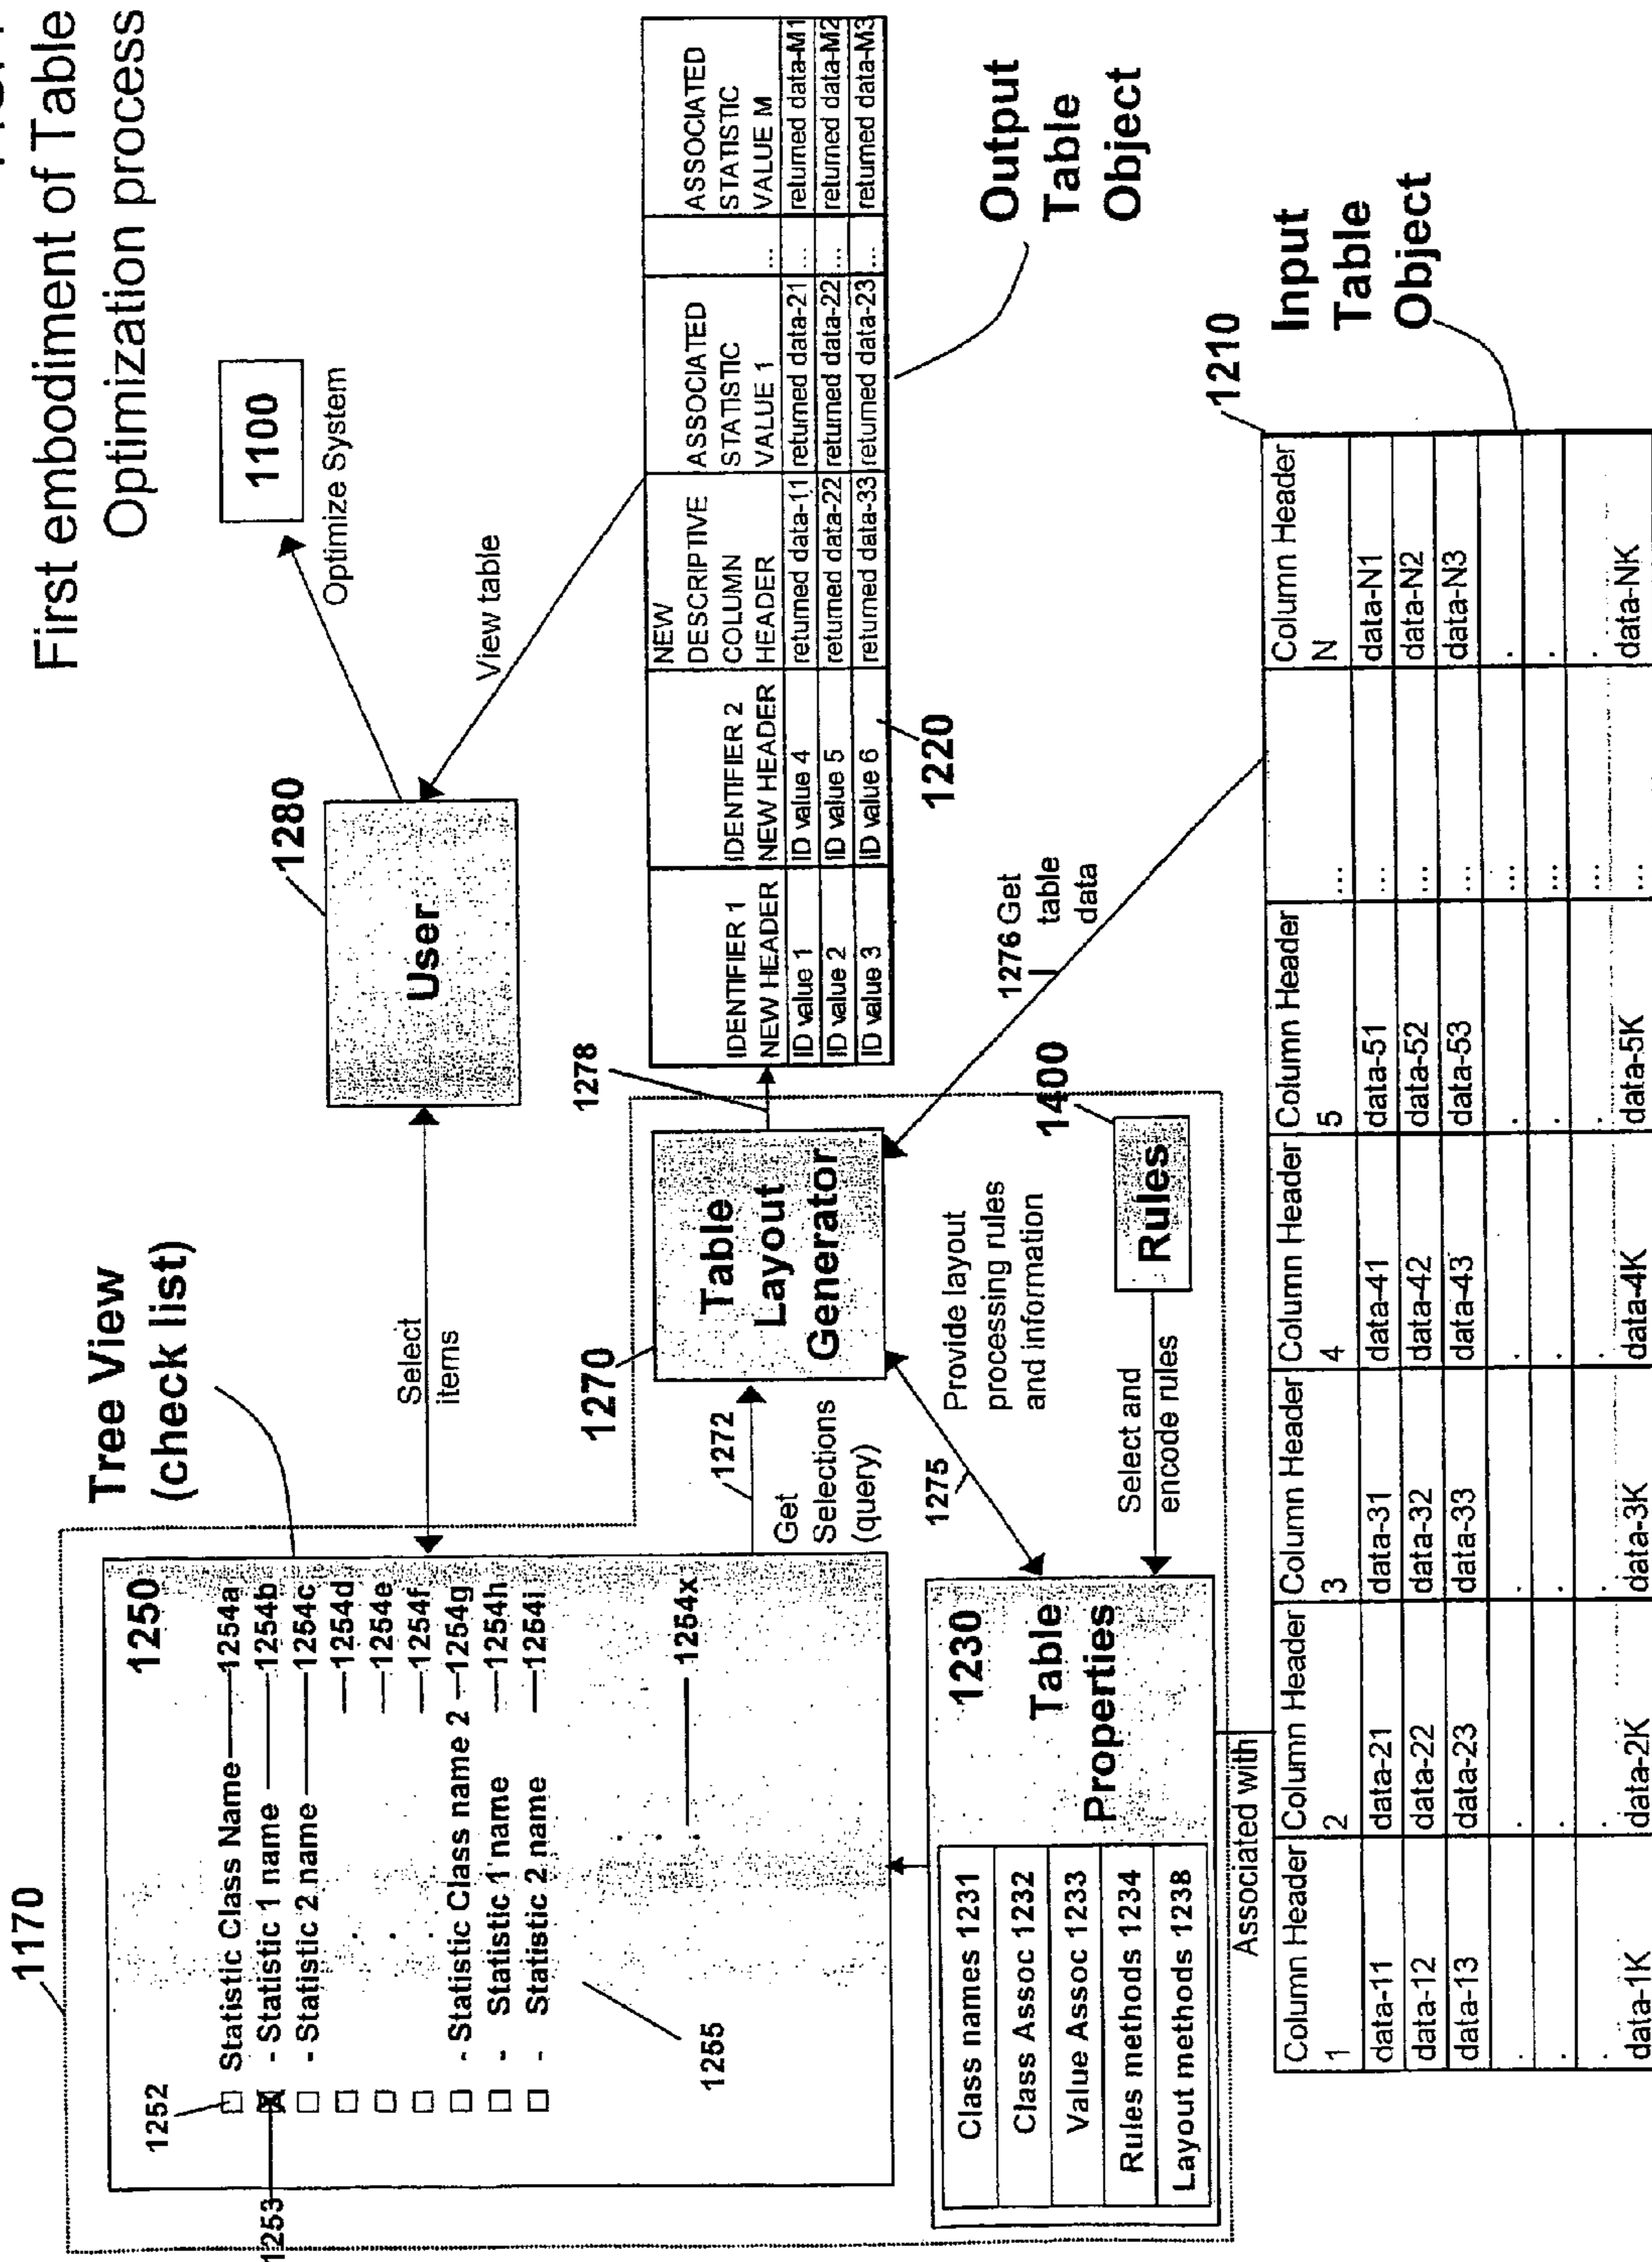 First embodiment of Table
Optimization process
1170
Tree View
(check list)
1250
1252
1253
Statistic Class Name 1254a
- Statistic 1 name 1254b
- Statistic 2 name 1254c
1254d
1254e
1254f
- Statistic Class name 2 1254g
- Statistic 1 name 1254h
- Statistic 2 name 1254i
1254x
1255
Select
items
1280
User
1100
Optimize System
View table
1270
Table
Layout
Generator
1272
Get
Selections
(query)
1278
IDENTIFIER 1
NEW HEADER
IDENTIFIER 2
NEW HEADER
NEW
DESCRIPTIVE
COLUMN
HEADER
ASSOCIATED
STATISTIC
VALUE 1
...
ASSOCIATED
STATISTIC
VALUE M
ID value 1 ID value 4 returned data-11 returned data-21 ... returned data-M1
ID value 2 ID value 5 returned data-22 returned data-22 ... returned data-M2
ID value 3 ID value 6 returned data-33 returned data-23 ... returned data-M3
1220
Output
Table
Object
1275
Provide layout
processing rules
and information
1276 Get
table
data
1400
Rules
Select and
encode rules
1230
Table
Properties
Class names 1231
Class Assoc 1232
Value Assoc 1233
Rules methods 1234
Layout methods 1238
Associated with
1210
Input
Table
Object
Column Header
1
Column Header
2
Column Header
3
Column Header
4
Column Header
5
...
Column Header
N
data-11 data-21 data-31 data-41 data-51 ... data-N1
data-12 data-22 data-32 data-42 data-52 ... data-N2
data-13 data-23 data-33 data-43 data-53 ... data-N3
. . . . . ... .
. . . . . ... .
. . . . . ... .
data-1K data-2K data-3K data-4K data-5K ... data-NK